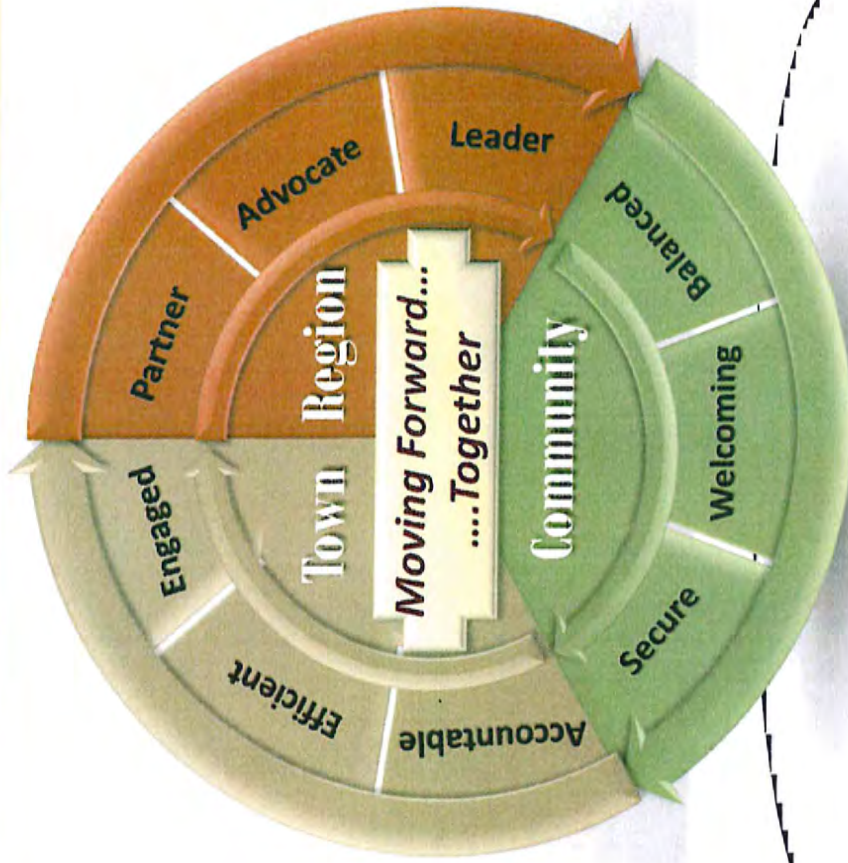 Partner
Advocate
Leader
Engaged
Efficient
Accountable
Town
Region
Moving Forward...
....Together
Community
Balanced
Welcoming
Secure